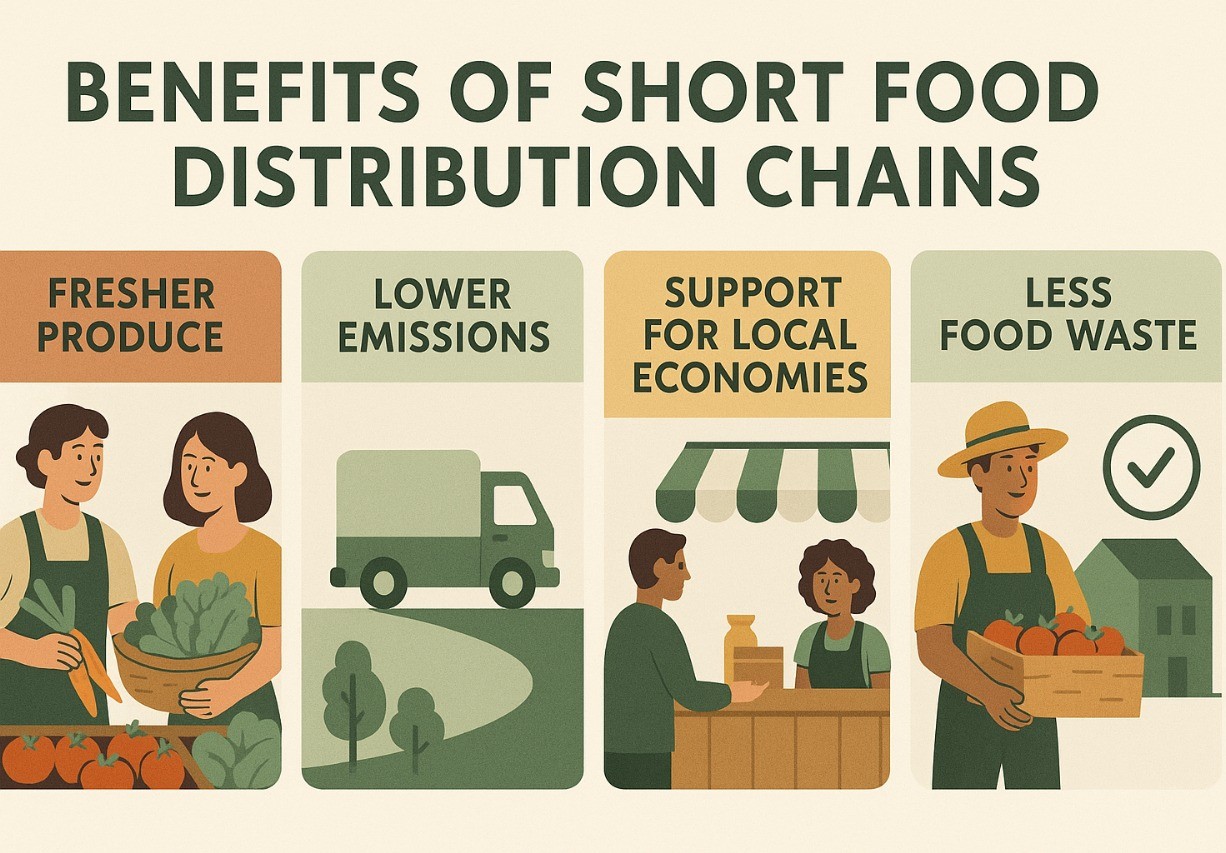 BENEFITS OF SHORT FOOD
DISTRIBUTION CHAINS
FRESHER
PRODUCE
LOWER
EMISSIONS
SUPPORT
FOR LOCAL
ECONOMIES
LESS
FOOD WASTE